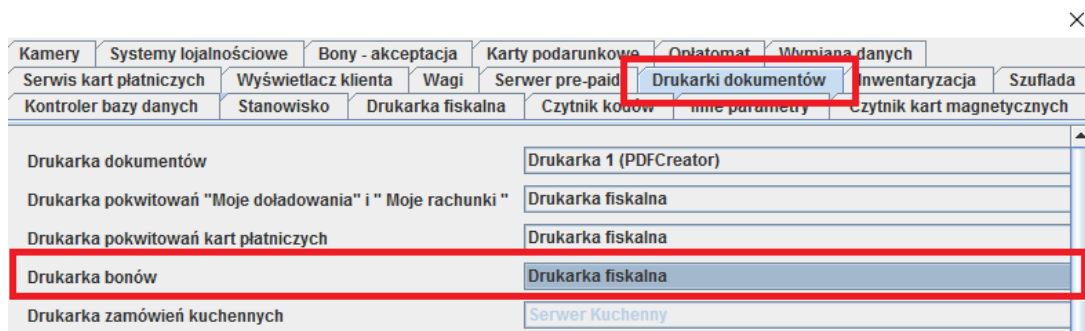 Kamery Systemy lojalnościowe Bony - akceptacja Karty podarunkowe Opłatomat Wymiana danych
Serwis kart płatniczych Wyświetlacz klienta Wagi Serwer pre-paid Drukarki dokumentów Inwentaryzacja Szuflada
Kontroler bazy danych Stanowisko Drukarka fiskalna Czytnik kodów Inne parametry Czytnik kart magnetycznych
Drukarka dokumentów Drukarka 1 (PDFCreator)
Drukarka pokwitowań "Moje doładowania" i " Moje rachunki " Drukarka fiskalna
Drukarka pokwitowań kart płatniczych Drukarka fiskalna
Drukarka bonów Drukarka fiskalna
Drukarka zamówień kuchennych Serwer Kuchenny